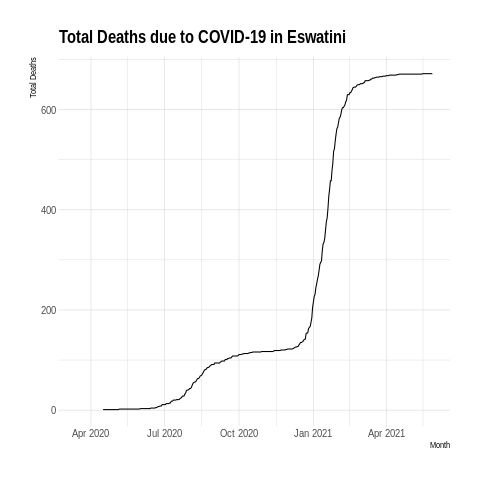 Total Deaths due to COVID-19 in Eswatini
Total Deaths
600
400
200
0
Apr 2020 Jul 2020 Oct 2020 Jan 2021 Apr 2021
Month